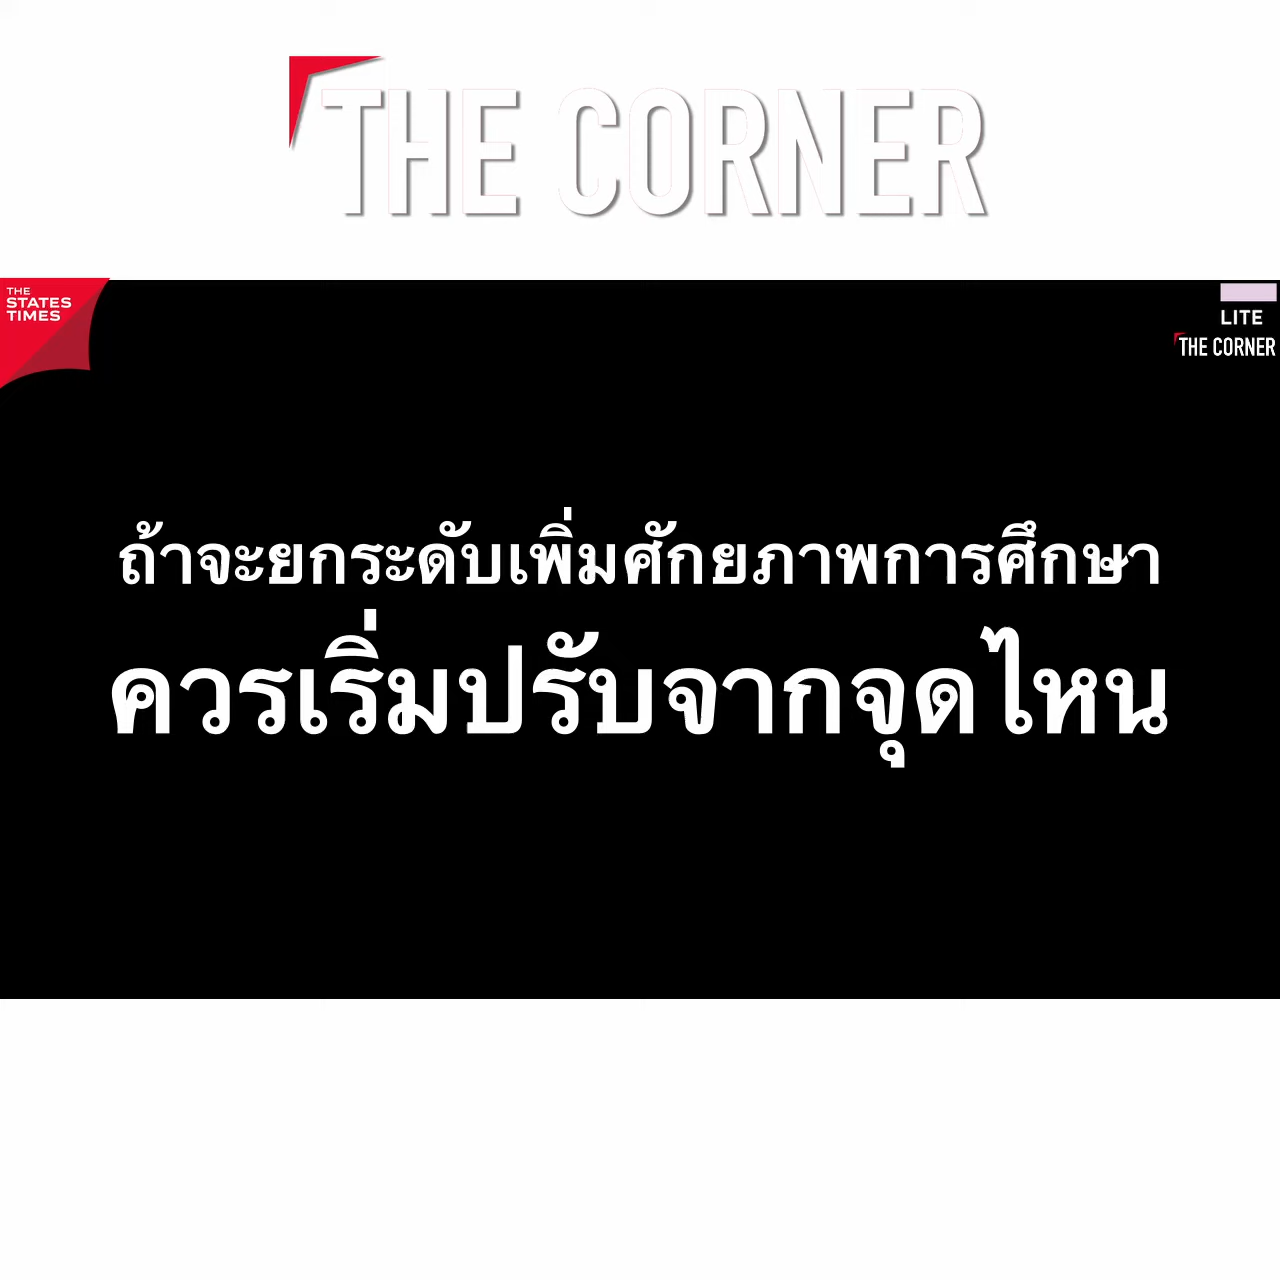 THE CORNER
THE
STATES
TIMES
LITE
THE CORNER
ถ้าจะยกระดับเพิ่มศักยภาพการศึกษา
ควรเริ่มปรับจากจุดไหน